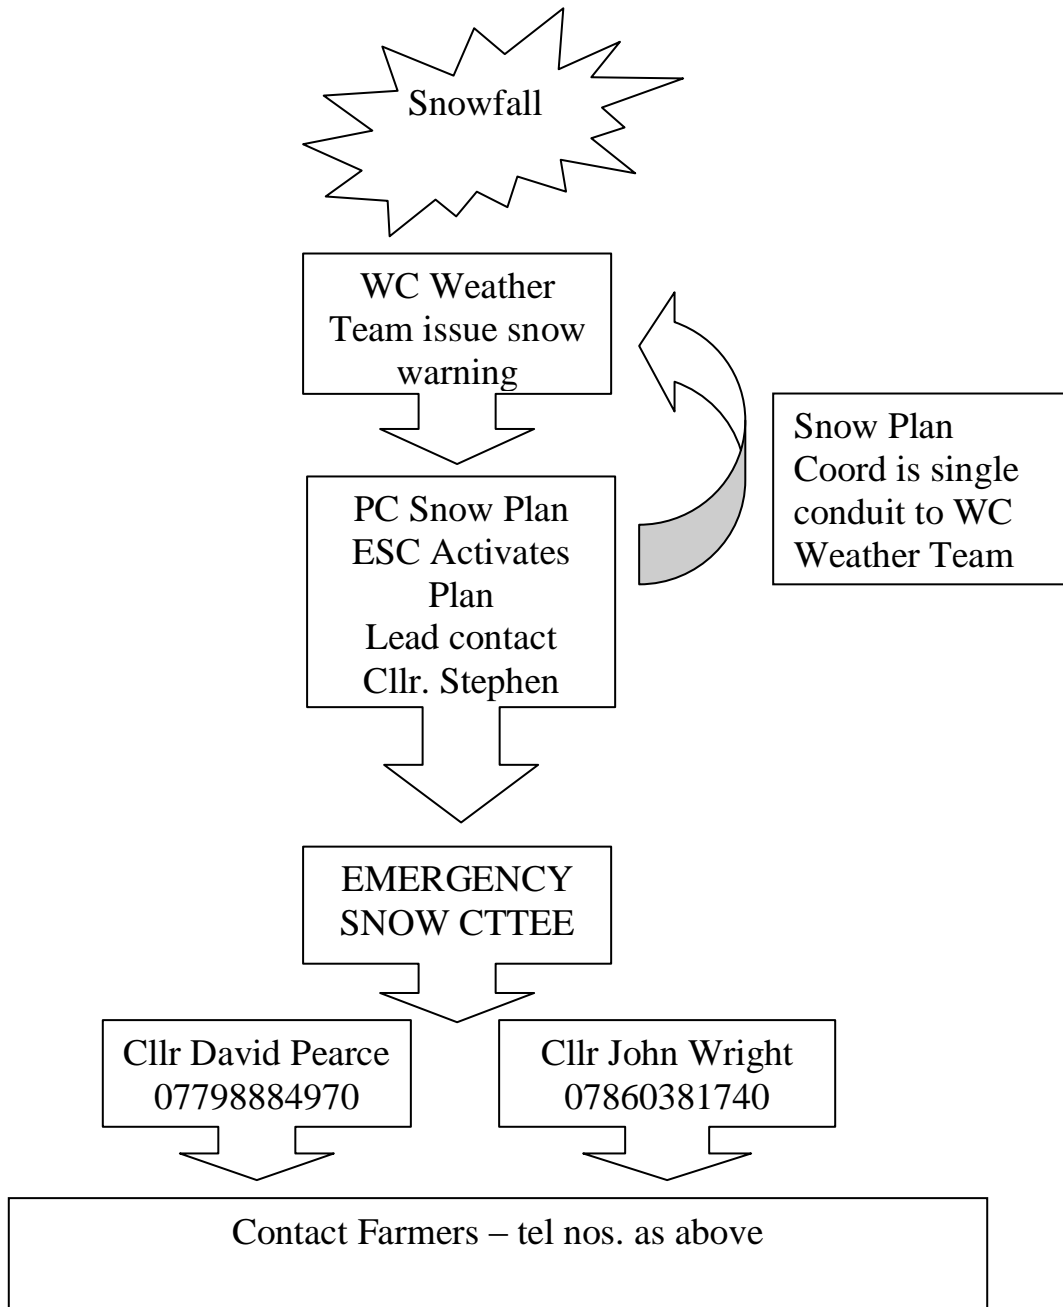 Snowfall
WC Weather
Team issue snow
warning
Snow Plan
Coord is single
conduit to WC
Weather Team
PC Snow Plan
ESC Activates
Plan
Lead contact
Cllr. Stephen
EMERGENCY
SNOW CTTEE
Cllr David Pearce
07798884970
Cllr John Wright
07860381740
Contact Farmers – tel nos. as above